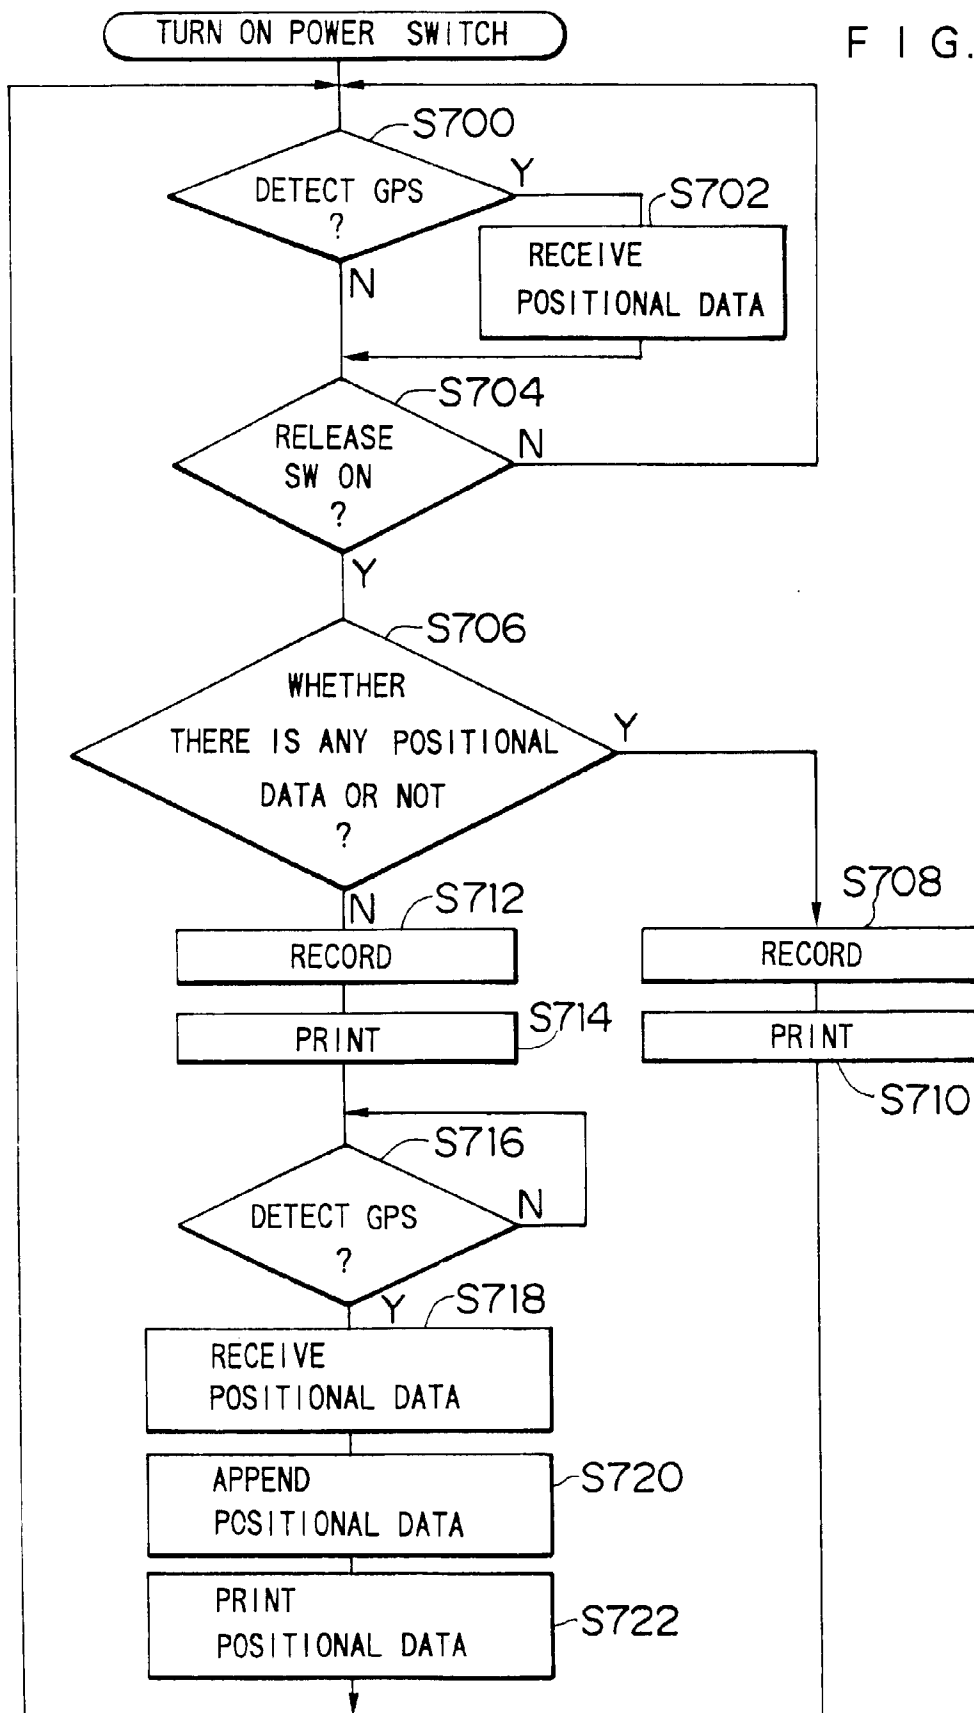 TURN ON POWER SWITCH
F I G.
S700
DETECT GPS
?
Y
N
S702
RECEIVE
POSITIONAL DATA
S704
RELEASE
SW ON
?
N
Y
S706
WHETHER
THERE IS ANY POSITIONAL
DATA OR NOT
?
Y
N
S712
RECORD
S708
RECORD
S714
PRINT
PRINT
S710
S716
DETECT GPS
?
N
Y
S718
RECEIVE
POSITIONAL DATA
S720
APPEND
POSITIONAL DATA
S722
PRINT
POSITIONAL DATA